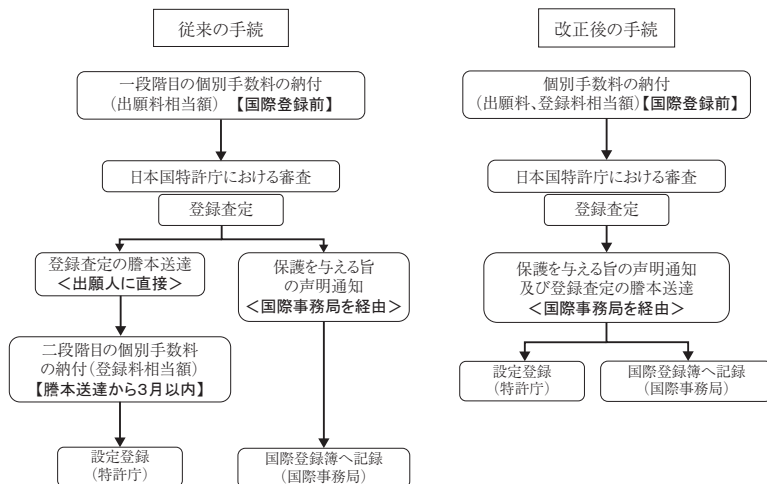 従来の手続
一段階目の個別手数料の納付
(出願料相当額) 【国際登録前】
日本国特許庁における審査
登録査定
登録査定の謄本送達
<出願人に直接>
保護を与える旨
の声明通知
<国際事務局を経由>
二段階目の個別手数料
の納付(登録料相当額)
【謄本送達から3月以内】
設定登録
(特許庁)
国際登録簿へ記録
(国際事務局)
改正後の手続
個別手数料の納付
(出願料、登録料相当額)【国際登録前】
日本国特許庁における審査
登録査定
保護を与える旨の声明通知
及び登録査定の謄本送達
<国際事務局を経由>
設定登録
(特許庁)
国際登録簿へ記録
(国際事務局)